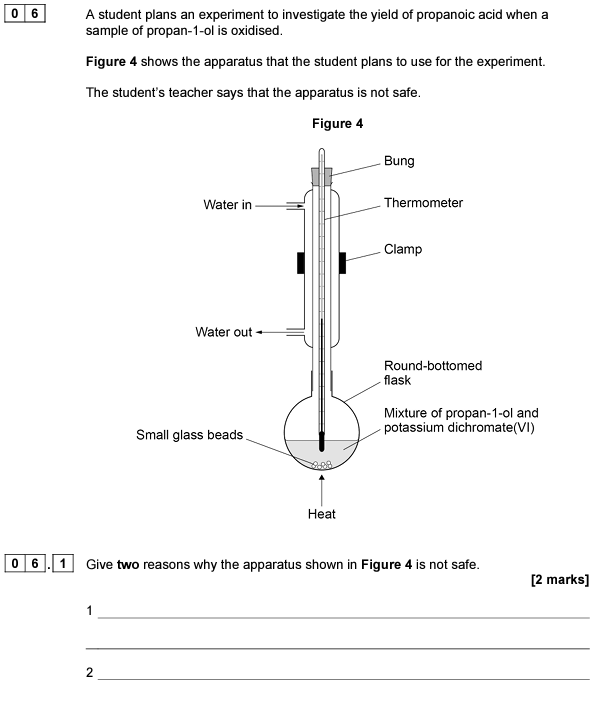 0 6 A student plans an experiment to investigate the yield of propanoic acid when a
sample of propan-1-ol is oxidised.
Figure 4 shows the apparatus that the student plans to use for the experiment.
The student's teacher says that the apparatus is not safe.
Figure 4
Bung
Water in
Thermometer
Clamp
Water out
Round-bottomed
flask
Mixture of propan-1-ol and
potassium dichromate(VI)
Small glass beads
Heat
0 6 . 1 Give two reasons why the apparatus shown in Figure 4 is not safe.
[2 marks]
1
2